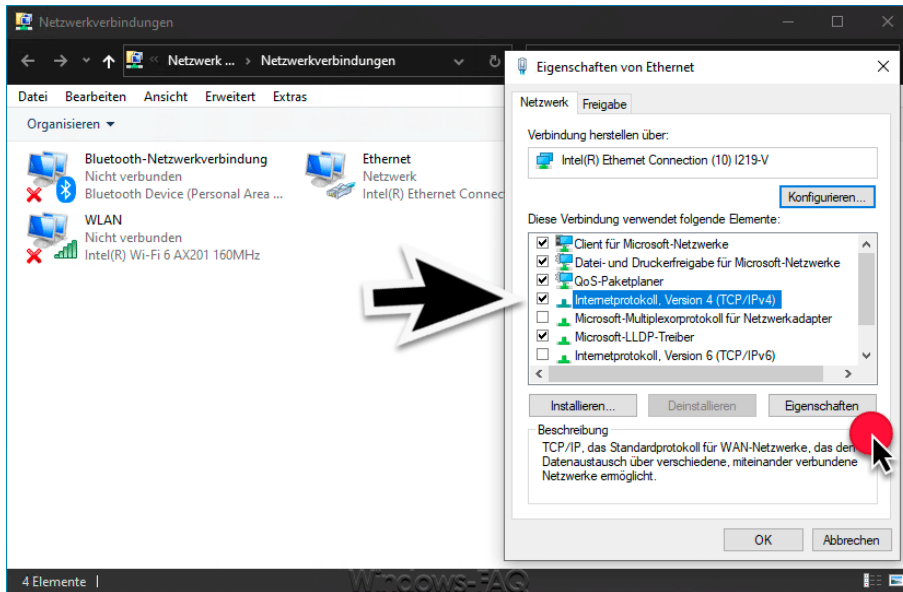 Netzwerkverbindungen
Netzwerk ... › Netzwerkverbindungen
Datei Bearbeiten Ansicht Erweitert Extras
Organisieren
Bluetooth-Netzwerkverbindung
Nicht verbunden
Bluetooth Device (Personal Area ...
Ethernet
Netzwerk
Intel(R) Ethernet Connec
WLAN
Nicht verbunden
Intel(R) Wi-Fi 6 AX201 160MHz
4 Elemente
Eigenschaften von Ethernet
Netzwerk Freigabe
Verbindung herstellen über:
Intel(R) Ethernet Connection (10) I219-V
Konfigurieren...
Diese Verbindung verwendet folgende Elemente:
Client für Microsoft-Netzwerke
Datei- und Druckerfreigabe für Microsoft-Netzwerke
QoS-Paketplaner
Internetprotokoll, Version 4 (TCP/IPv4)
Microsoft-Multiplexorprotokoll für Netzwerkadapter
Microsoft-LLDP-Treiber
Internetprotokoll, Version 6 (TCP/IPv6)
Installieren... Deinstallieren Eigenschaften
Beschreibung
TCP/IP, das Standardprotokoll für WAN-Netzwerke, das den
Datenaustausch über verschiedene, miteinander verbundene
Netzwerke ermöglicht.
OK Abbrechen
Windows-FAQ